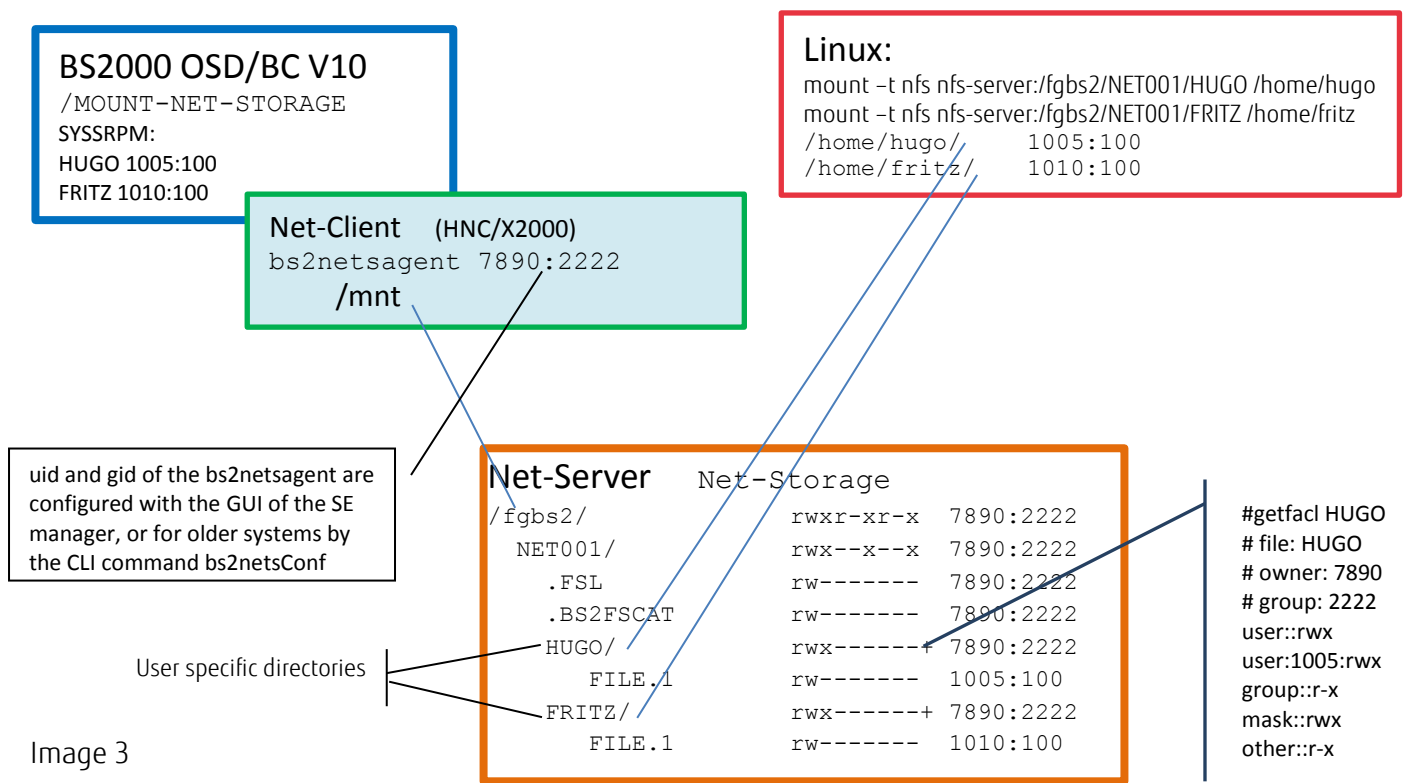 BS2000 OSD/BC V10
/MOUNT-NET-STORAGE
SYSSRPM:
HUGO 1005:100
FRITZ 1010:100
Linux:
mount –t nfs nfs-server:/fgbs2/NET001/HUGO /home/hugo
mount –t nfs nfs-server:/fgbs2/NET001/FRITZ /home/fritz
/home/hugo/ 1005:100
/home/fritz/ 1010:100
Net-Client (HNC/X2000)
bs2netsagent 7890:2222
/mnt
uid and gid of the bs2netsagent are
configured with the GUI of the SE
manager, or for older systems by
the CLI command bs2netsConf
Net-Server Net-Storage
/fgbs2/ rwxr-xr-x 7890:2222
NET001/ rwx--x--x 7890:2222
.FSL rw------- 7890:2222
.BS2FSCAT rw------- 7890:2222
HUGO/ rwx------+ 7890:2222
FILE.1 rw------- 1005:100
FRITZ/ rwx------+ 7890:2222
FILE.1 rw------- 1010:100
User specific directories
#getfacl HUGO
# file: HUGO
# owner: 7890
# group: 2222
user::rwx
user:1005:rwx
group::r-x
mask::rwx
other::r-x
Image 3